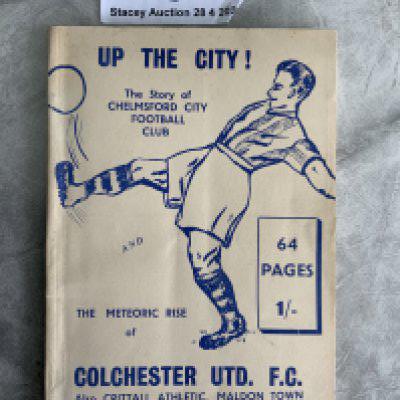 Stacey Auction 28 4
UP THE CITY!
The Story of
CHELMSFORD CITY
FOOTBALL
CLUB
AND
64
PAGES
1/-
THE METEORIC RISE
of
COLCHESTER UTD. F.C.
Also CRITTALL ATHLETIC, MALDON TOWN